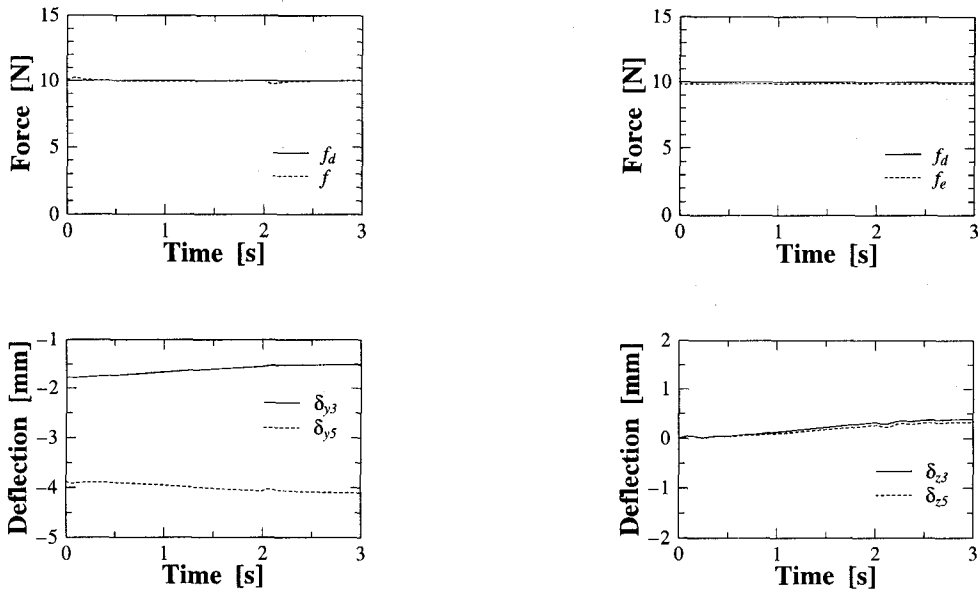 Force [N]
15
10
5
0
f_d
f
0 1 2 3
Time [s]
Force [N]
15
10
5
0
f_d
f_e
0 1 2 3
Time [s]
Deflection [mm]
−1
−2
−3
−4
−5
δ_y3
δ_y5
0 1 2 3
Time [s]
Deflection [mm]
2
1
0
−1
−2
δ_z3
δ_z5
0 1 2 3
Time [s]